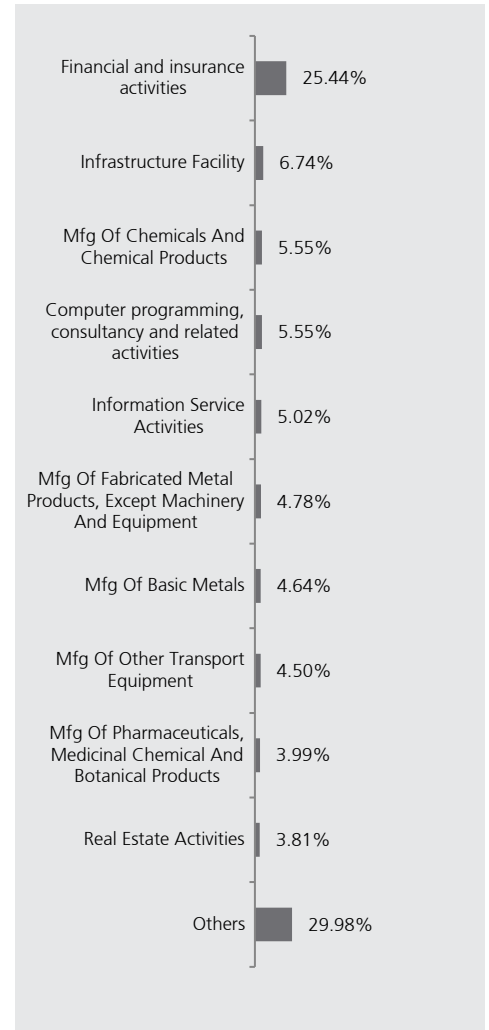 Financial and insurance
activities
25.44%
Infrastructure Facility
6.74%
Mfg Of Chemicals And
Chemical Products
5.55%
Computer programming,
consultancy and related
activities
5.55%
Information Service
Activities
5.02%
Mfg Of Fabricated Metal
Products, Except Machinery
And Equipment
4.78%
Mfg Of Basic Metals
4.64%
Mfg Of Other Transport
Equipment
4.50%
Mfg Of Pharmaceuticals,
Medicinal Chemical And
Botanical Products
3.99%
Real Estate Activities
3.81%
Others
29.98%